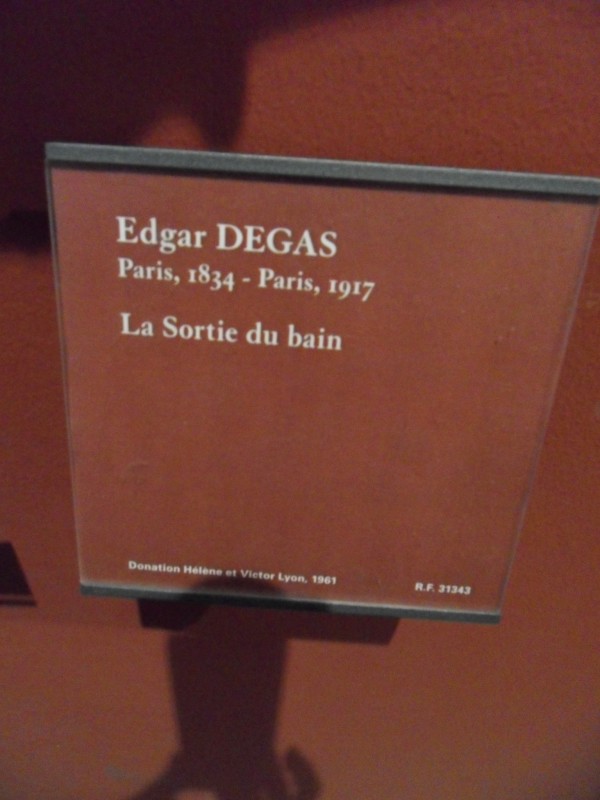 Edgar DEGAS
Paris, 1834 - Paris, 1917
La Sortie du bain
Donation Hélène et Victor Lyon, 1961
R.F. 31343